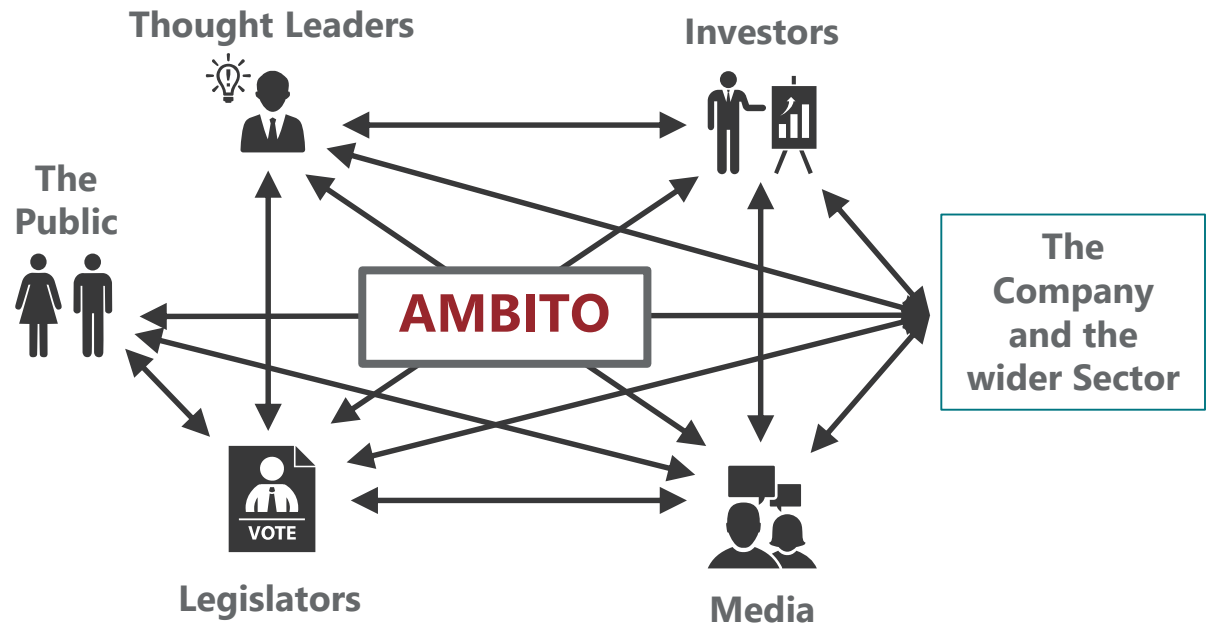 Thought Leaders
Investors
The
Public
AMBITO
The
Company
and the
wider Sector
VOTE
Legislators
Media